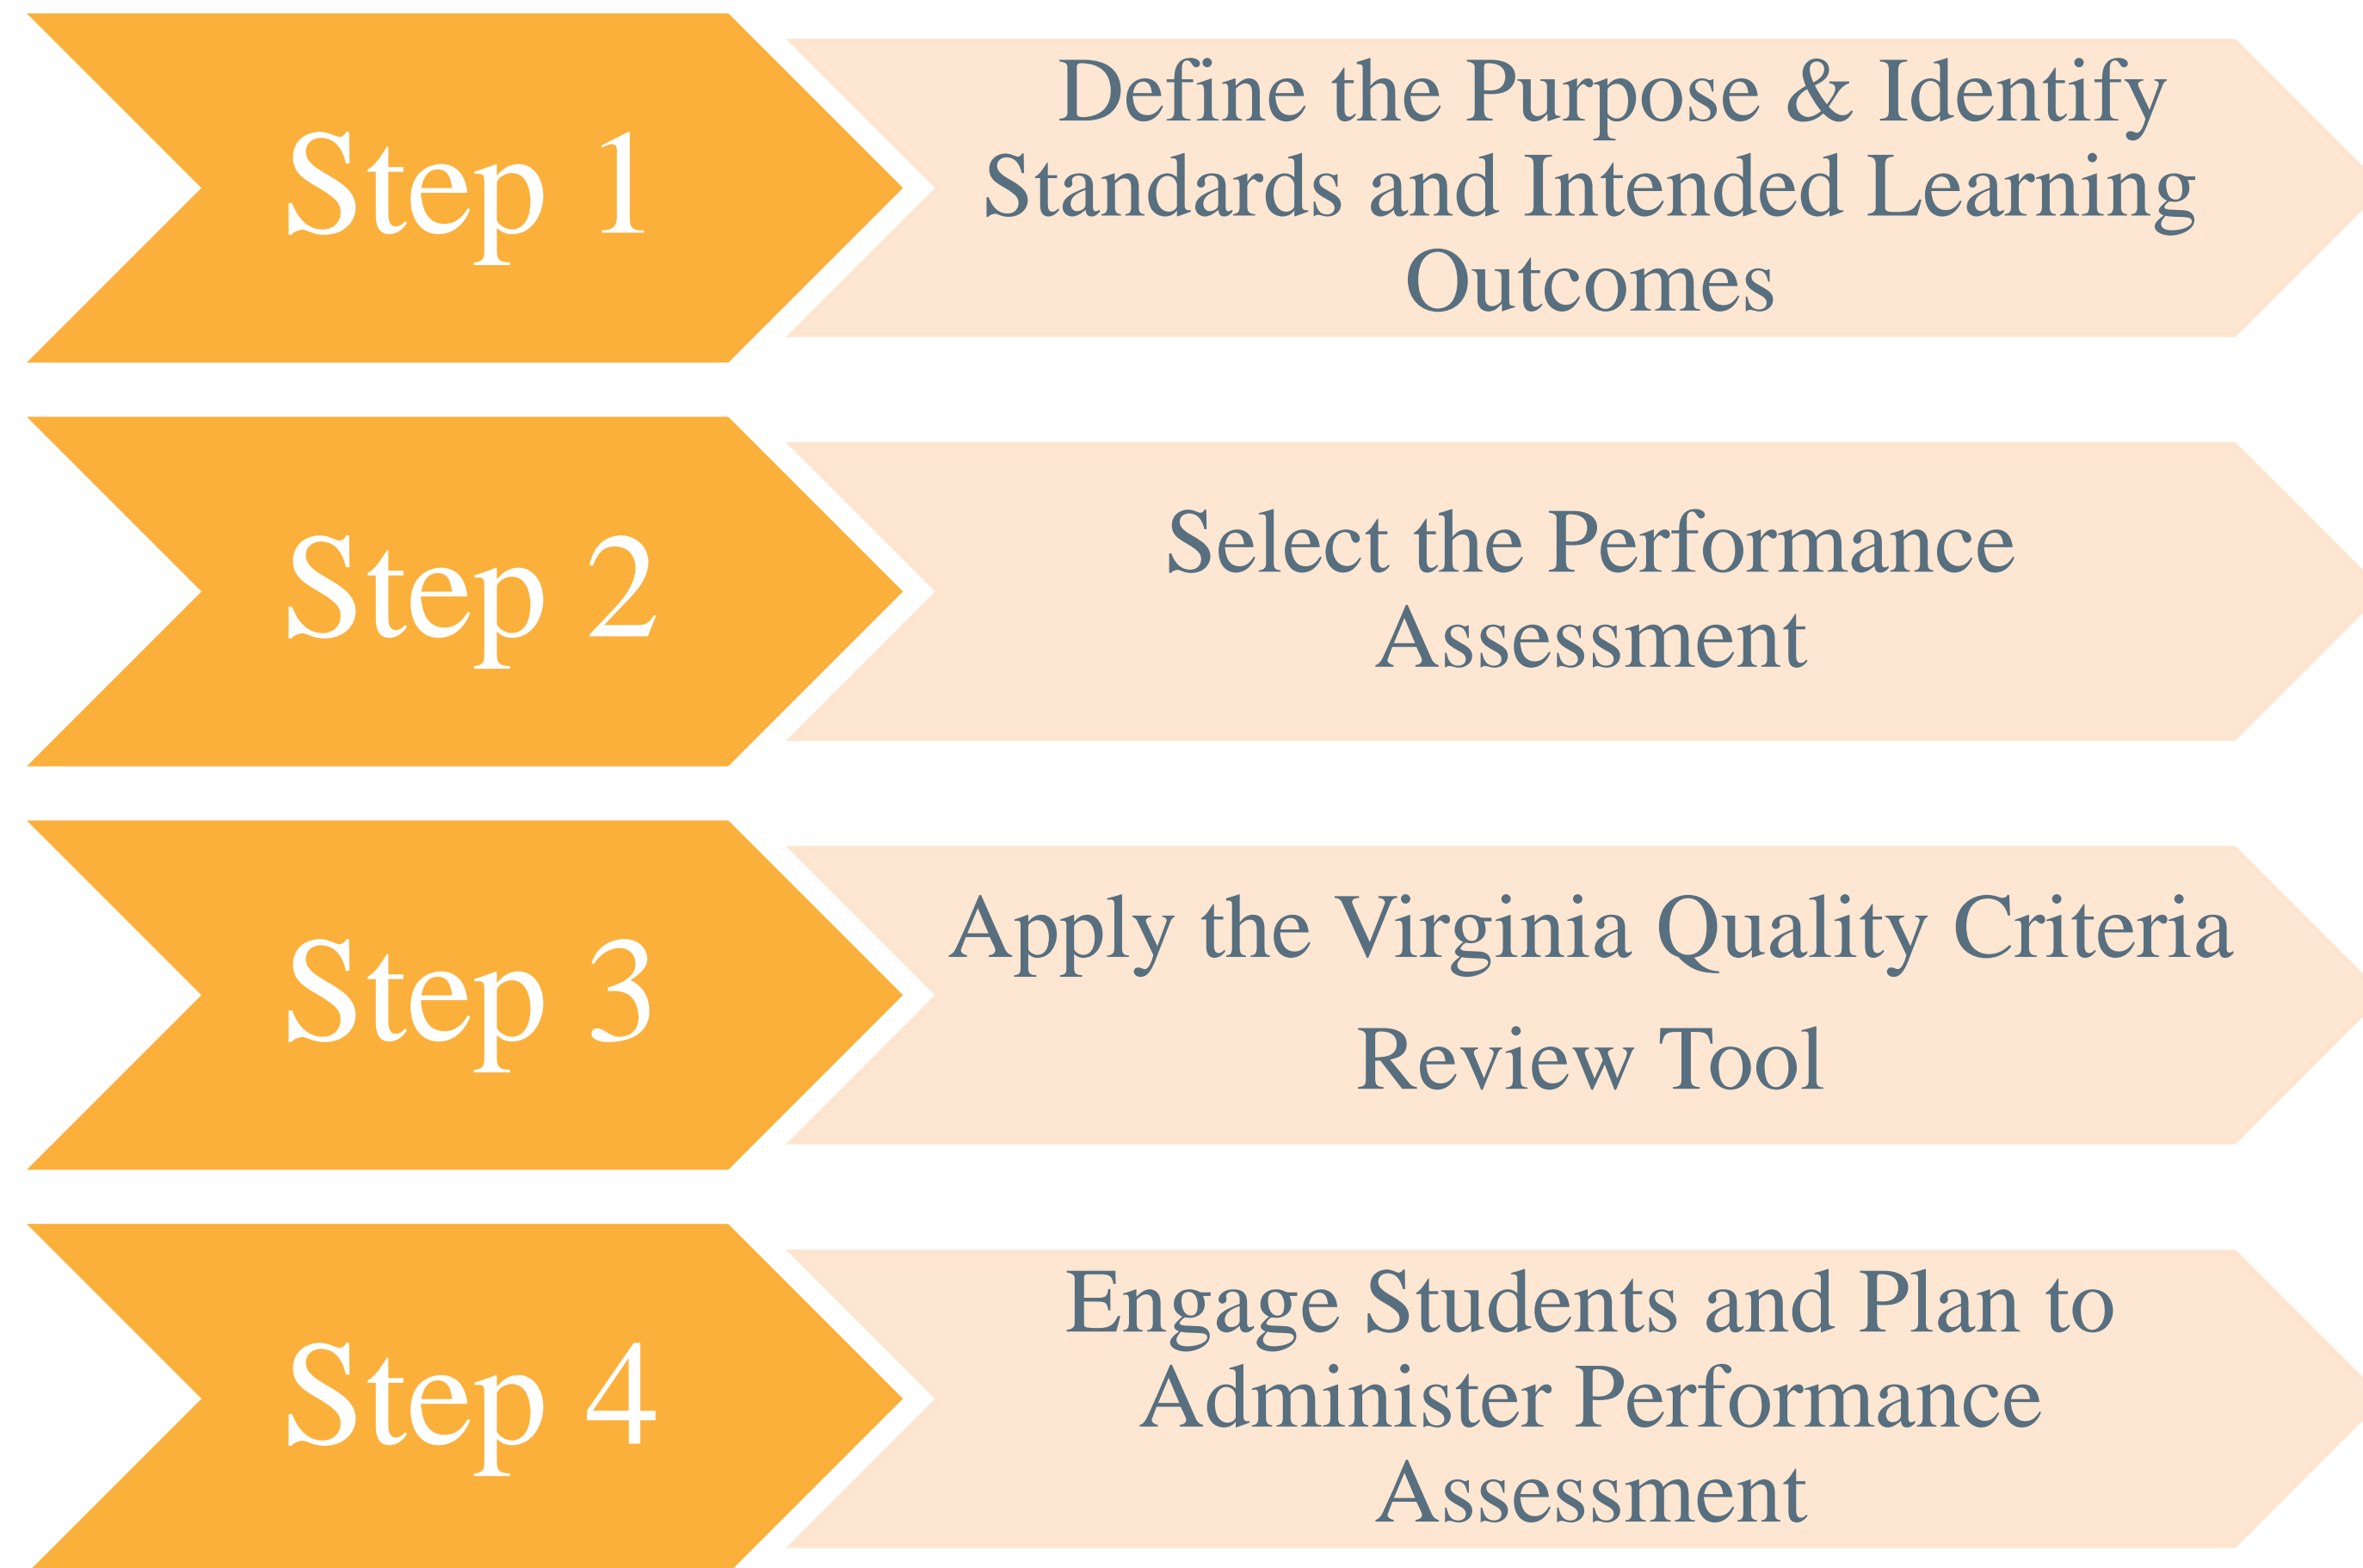 Step 1
Define the Purpose & Identify
Standards and Intended Learning
Outcomes
Step 2
Select the Performance
Assessment
Step 3
Apply the Virginia Quality Criteria
Review Tool
Step 4
Engage Students and Plan to
Administer Performance
Assessment